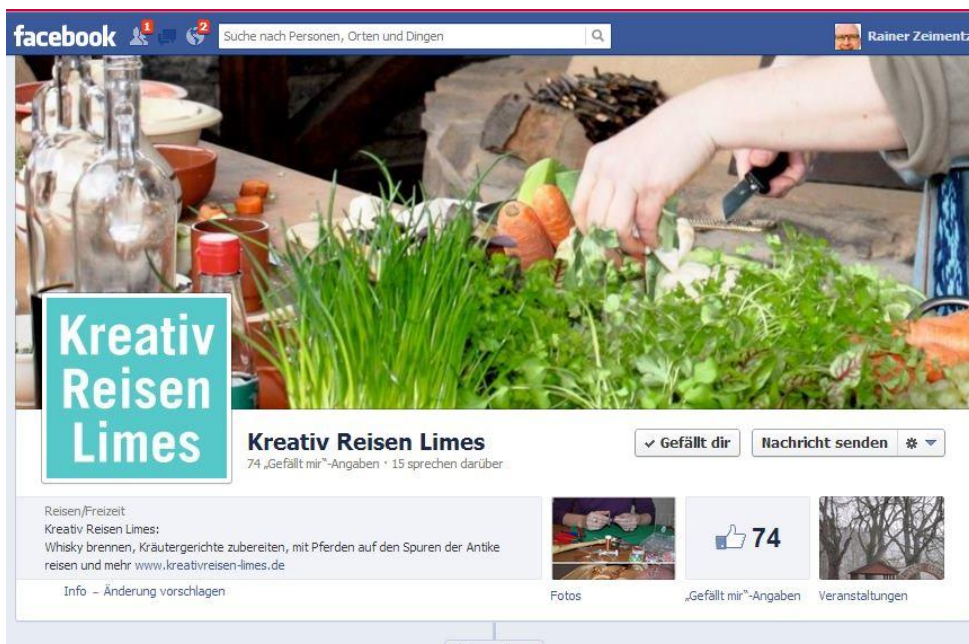 facebook
1
2
Suche nach Personen, Orten und Dingen
Rainer Zeimentz
Kreativ
Reisen
Limes
Kreativ Reisen Limes
74 „Gefällt mir"-Angaben · 15 sprechen darüber
✓ Gefällt dir
Nachricht senden
Reisen/Freizeit
Kreativ Reisen Limes:
Whisky brennen, Kräutergerichte zubereiten, mit Pferden auf den Spuren der Antike
reisen und mehr www.kreativreisen-limes.de
Info – Änderung vorschlagen
74
Fotos
„Gefällt mir"-Angaben
Veranstaltungen